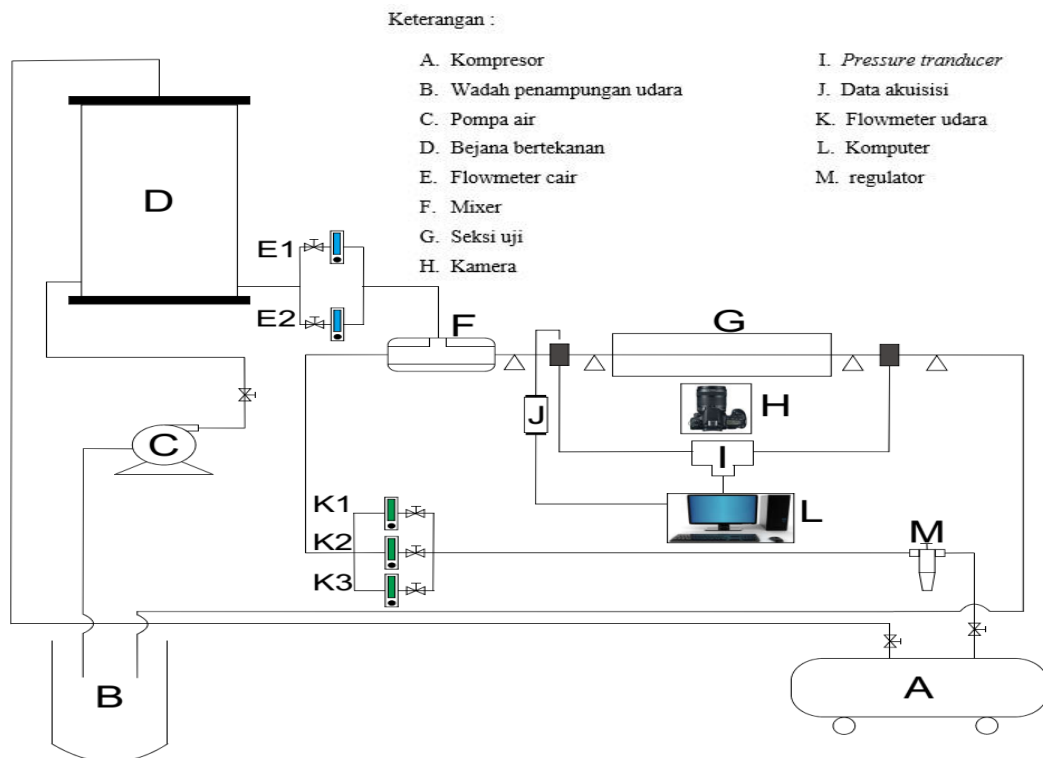 Keterangan :
A. Kompresor
B. Wadah penampungan udara
C. Pompa air
D. Bejana bertekanan
E. Flowmeter cair
F. Mixer
G. Seksi uji
H. Kamera
I. Pressure tranducer
J. Data akuisisi
K. Flowmeter udara
L. Komputer
M. regulator
D
E1
E2
F
G
H
J
C
I
L
K1
K2
K3
M
B
A